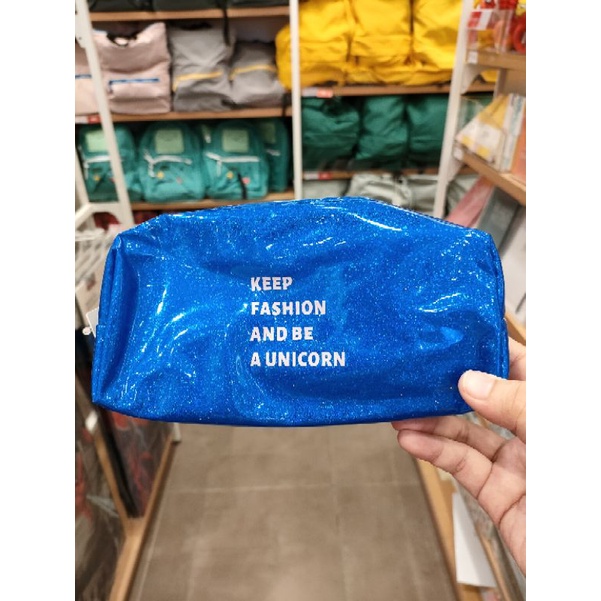 KEEP
FASHION
AND BE
A UNICORN